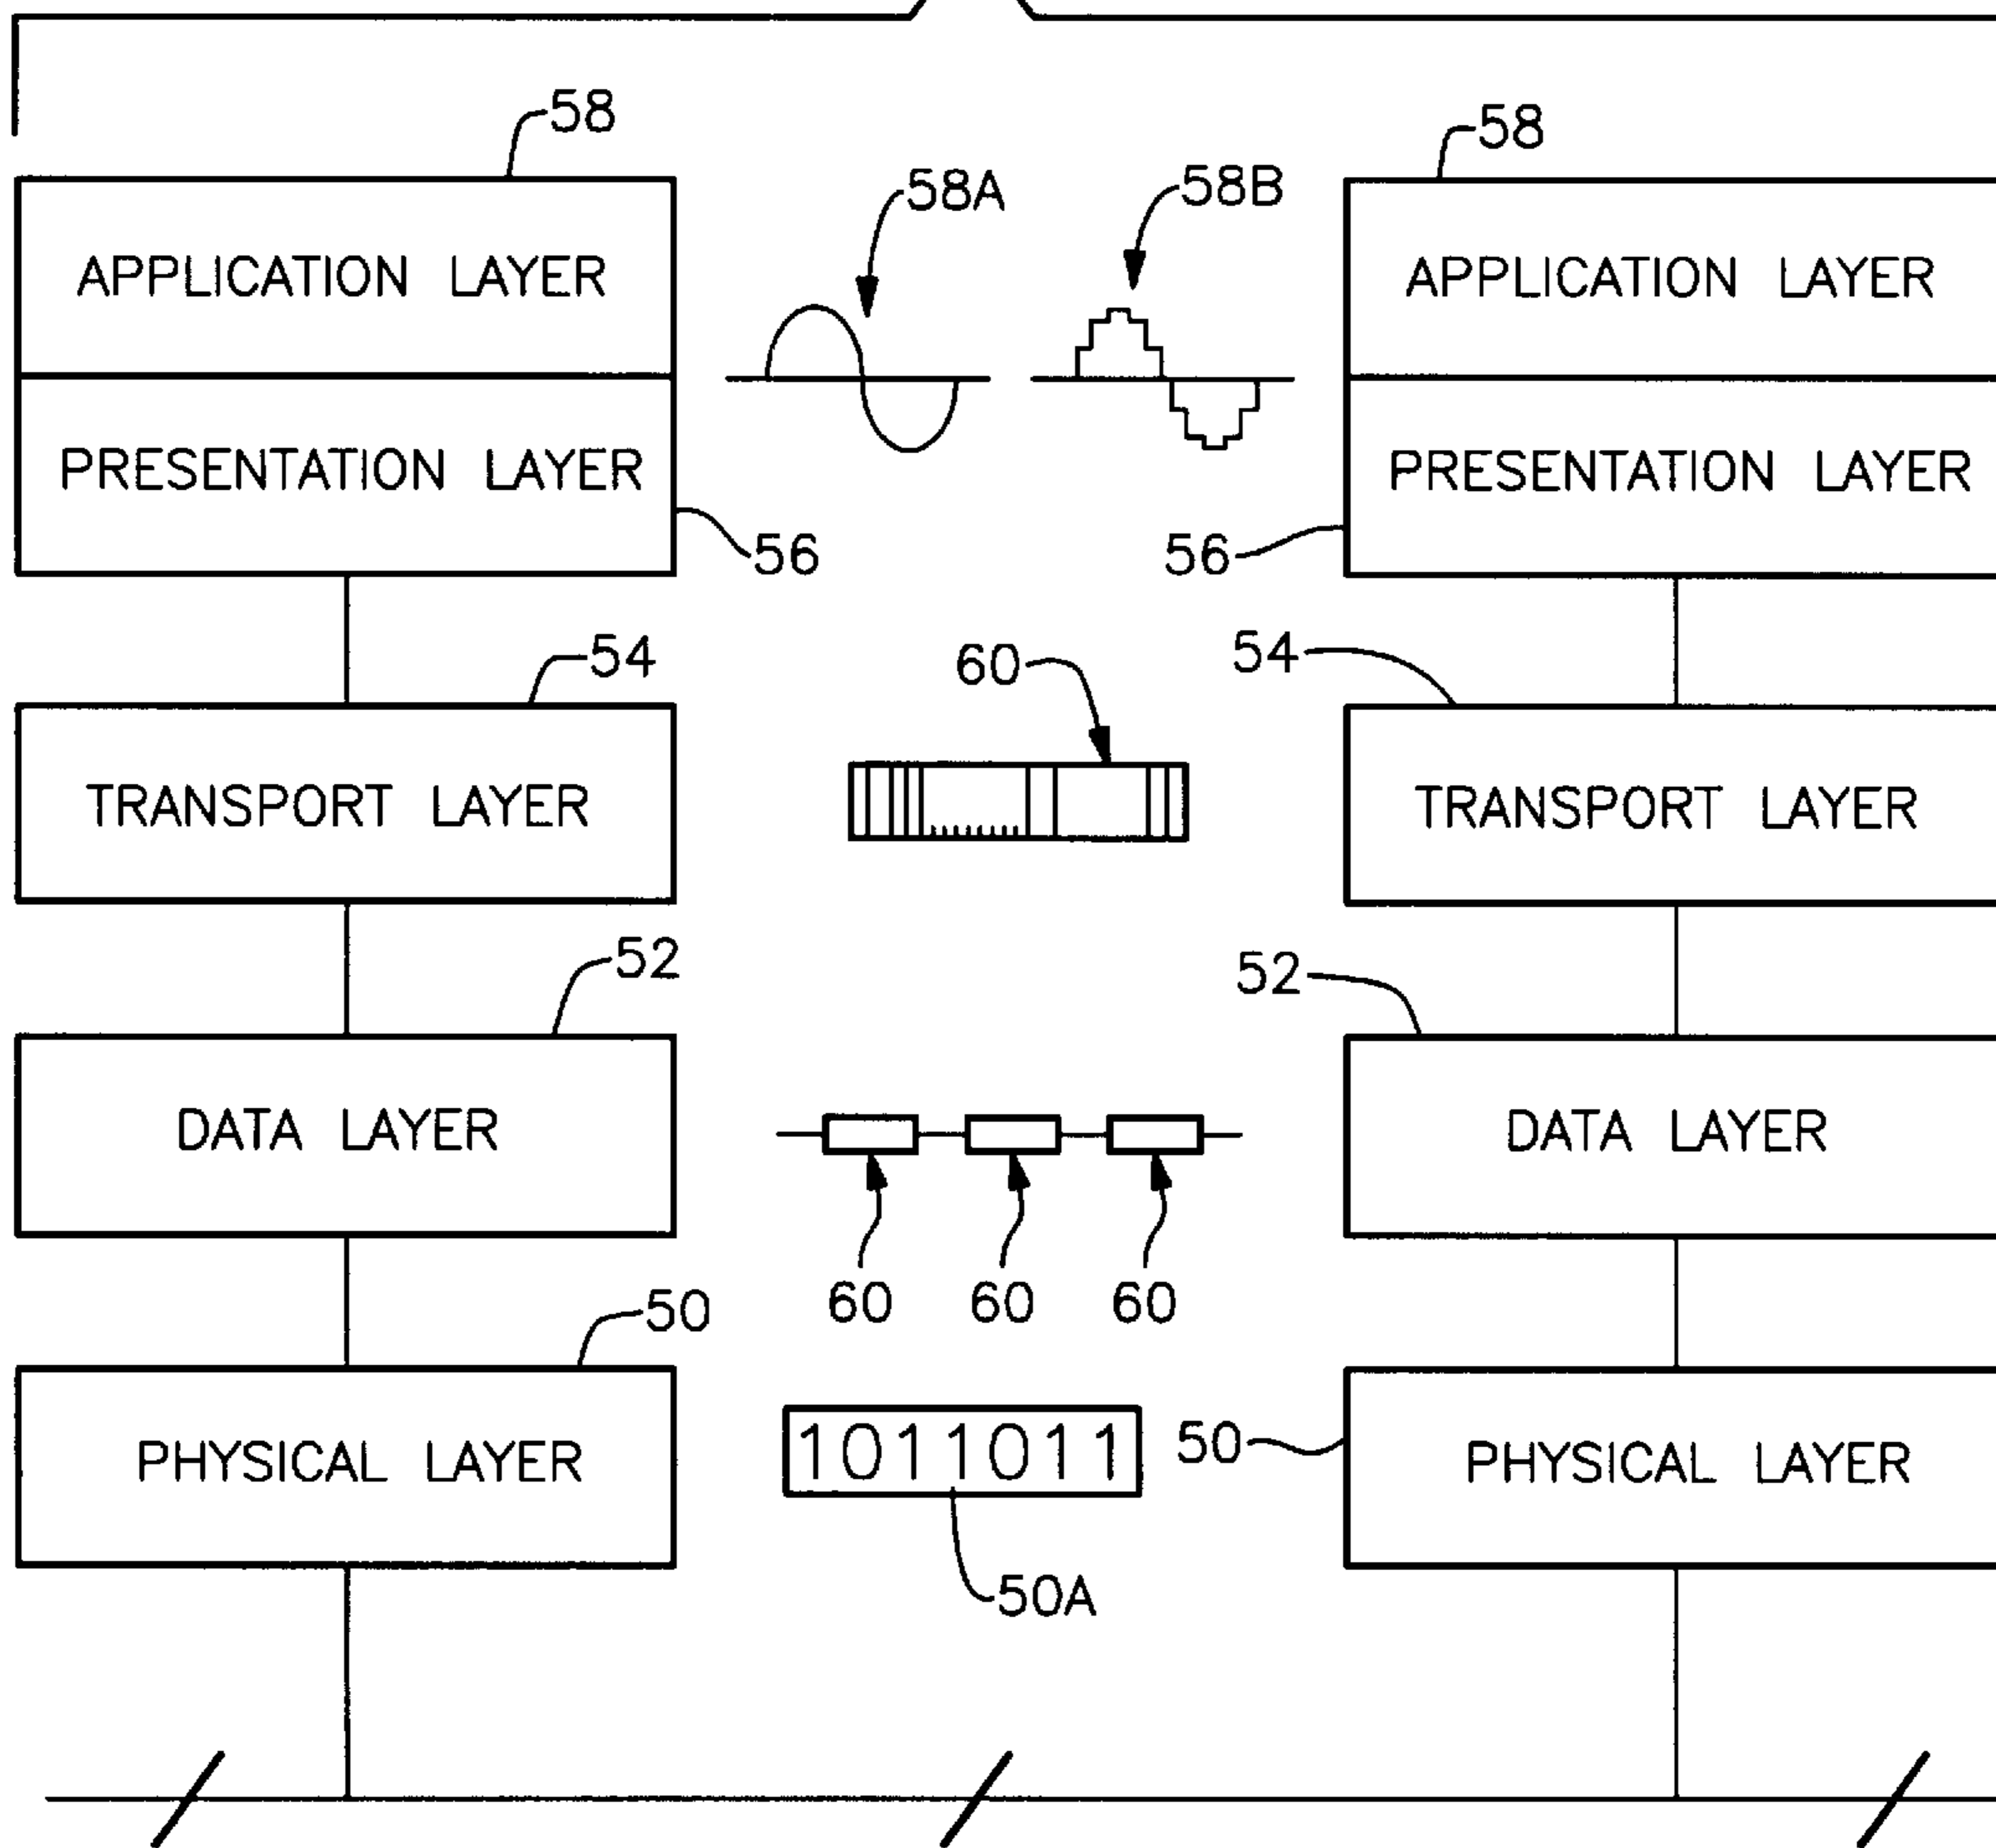 58
58
58A
58B
APPLICATION LAYER
APPLICATION LAYER
PRESENTATION LAYER
PRESENTATION LAYER
56
56
54
60
54
TRANSPORT LAYER
TRANSPORT LAYER
52
52
DATA LAYER
DATA LAYER
60
60
60
50
1011011
50
PHYSICAL LAYER
PHYSICAL LAYER
50A